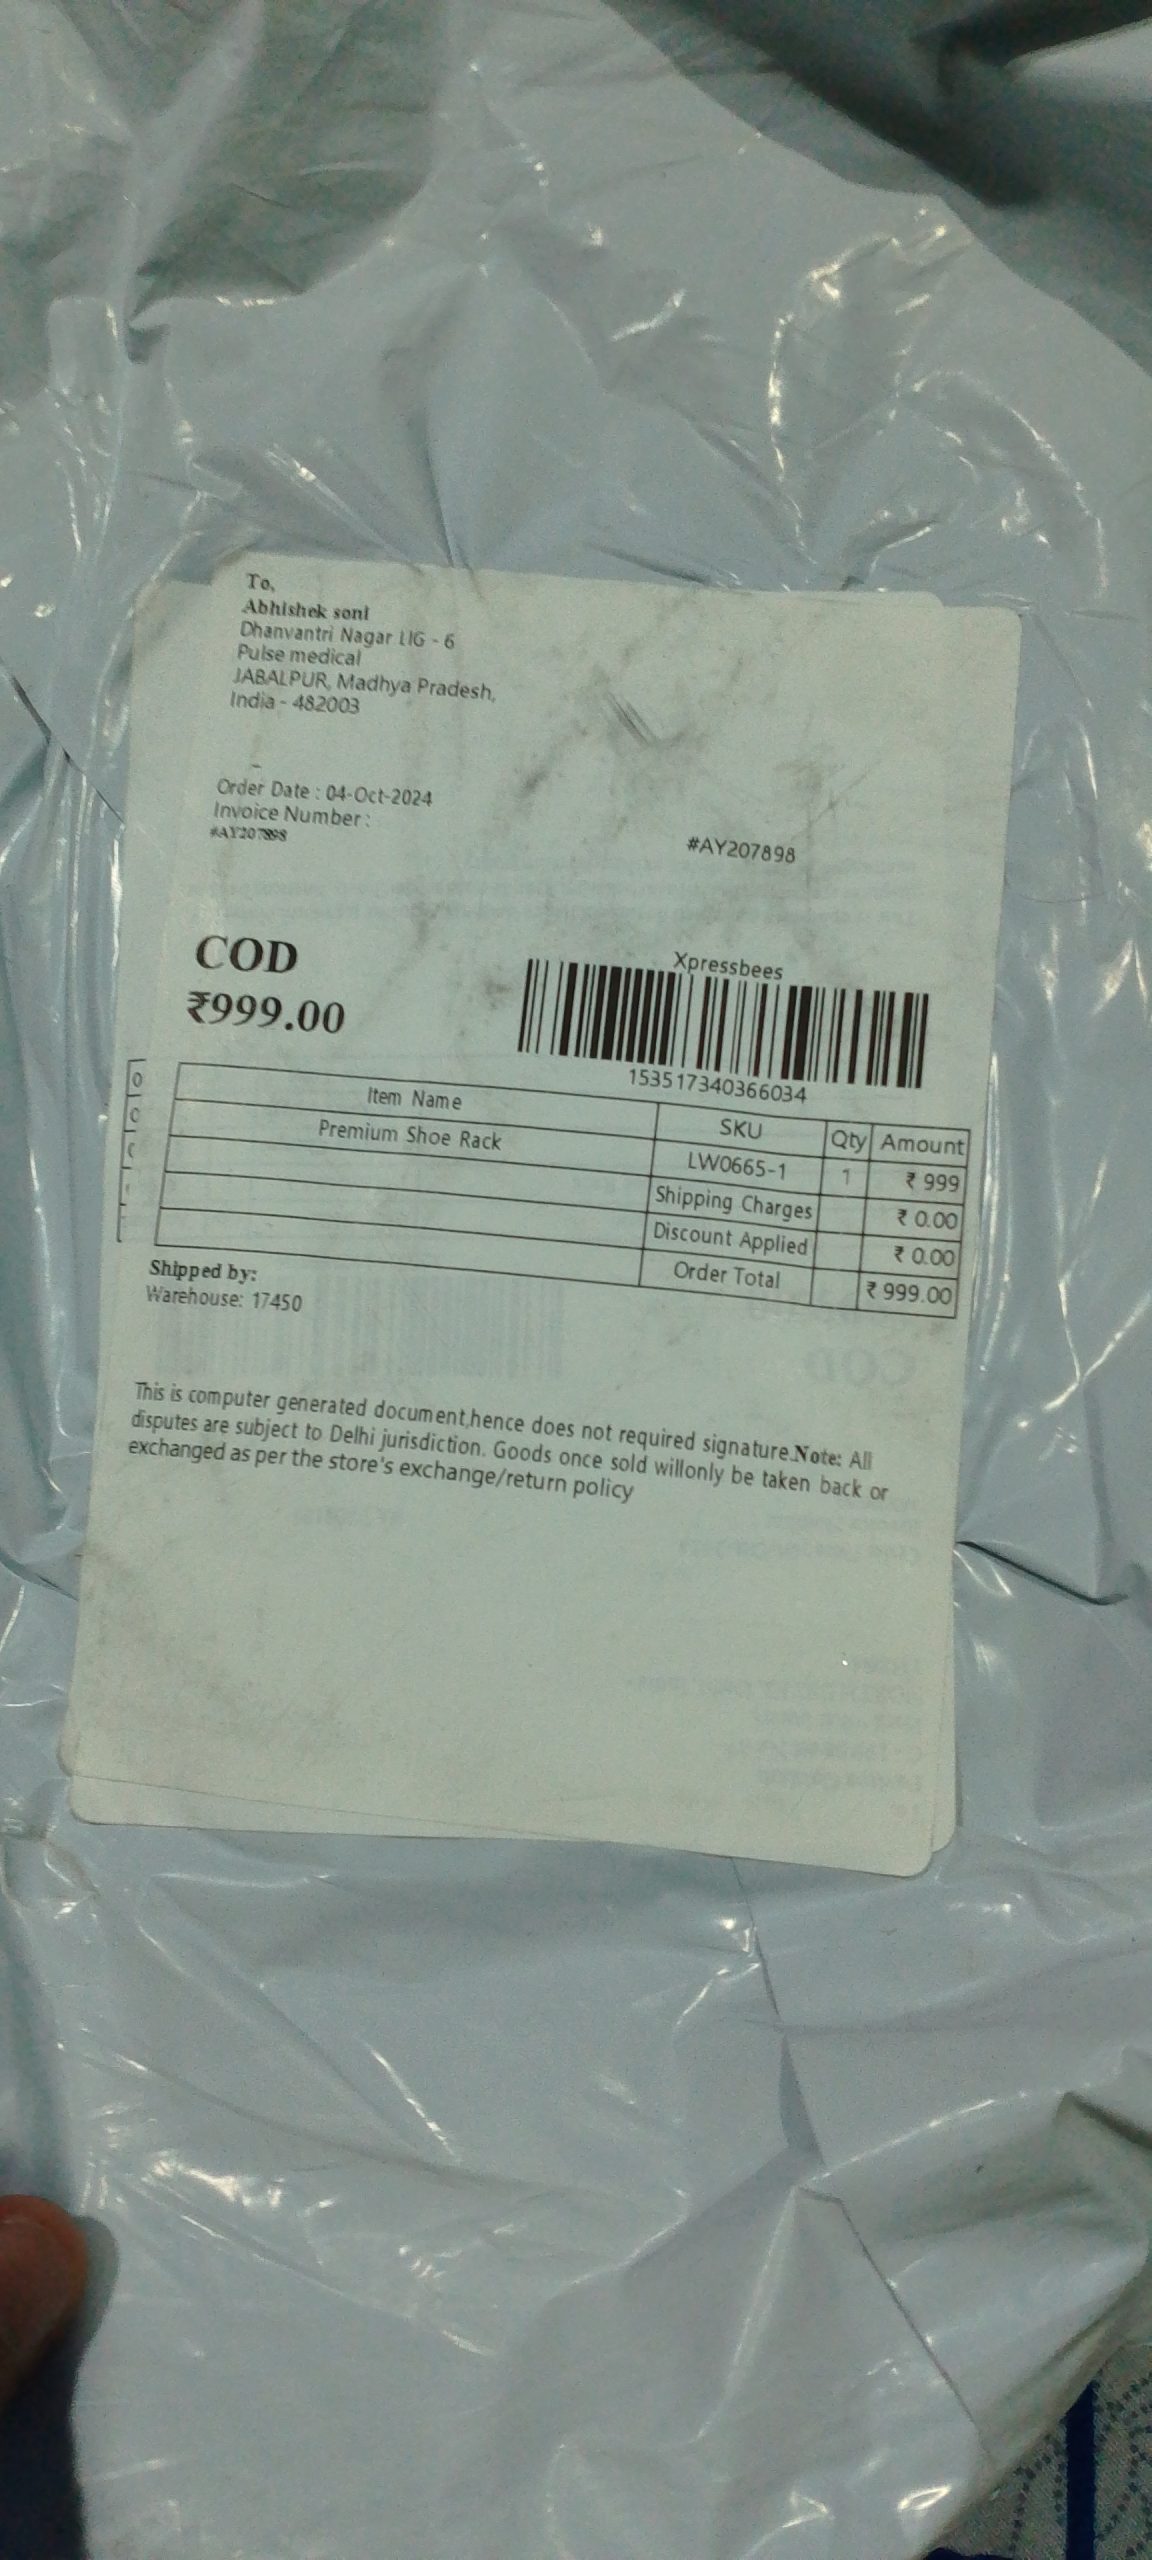 To,
Abhishek soni
Dhanvantri Nagar LIG - 6
Pulse medical
JABALPUR, Madhya Pradesh,
India - 482003
Order Date : 04-Oct-2024
Invoice Number :
#AY207898
#AY207898
COD
₹999.00
Xpressbees
153517340366034
Item Name SKU Qty Amount
Premium Shoe Rack LW0665-1 1 ₹ 999
Shipping Charges ₹ 0.00
Discount Applied ₹ 0.00
Order Total ₹ 999.00
Shipped by:
Warehouse: 17450
This is computer generated document,hence does not required signature.Note: All
disputes are subject to Delhi jurisdiction. Goods once sold willonly be taken back or
exchanged as per the store's exchange/return policy